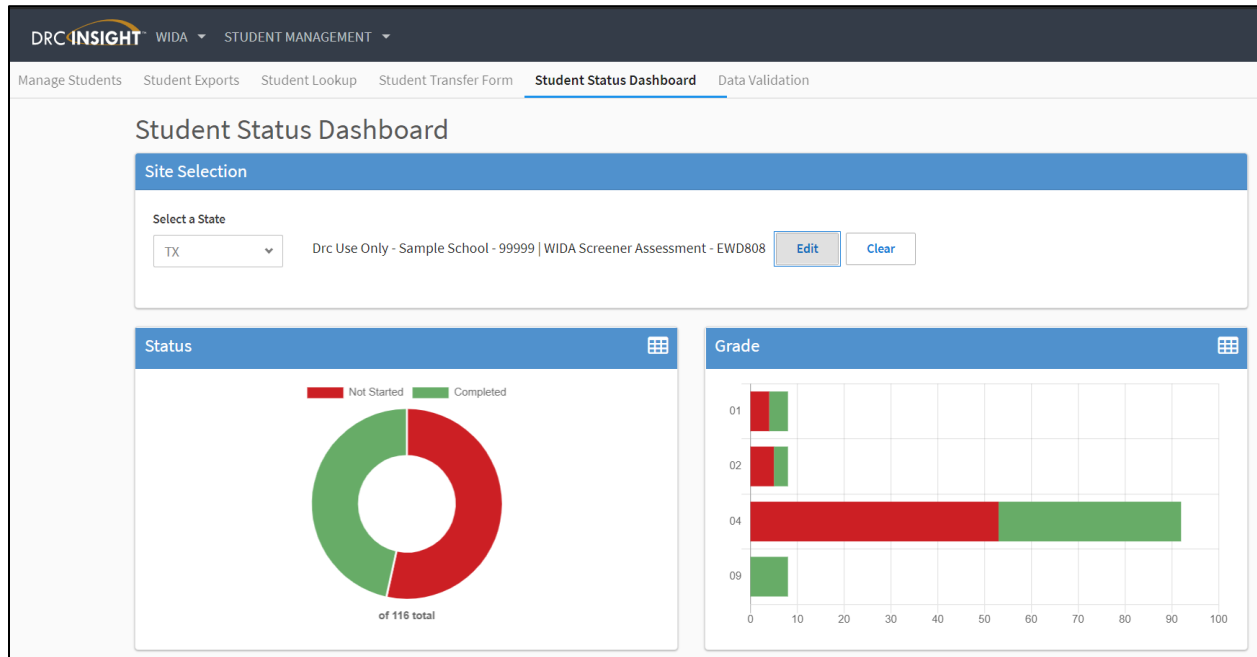 DRC INSIGHT™ WIDA STUDENT MANAGEMENT
Manage Students Student Exports Student Lookup Student Transfer Form Student Status Dashboard Data Validation
Student Status Dashboard
Site Selection
Select a State
TX Drc Use Only - Sample School - 99999 | WIDA Screener Assessment - EWD808 Edit Clear
Status
Not Started Completed
of 116 total
Grade
01
02
04
09
0 10 20 30 40 50 60 70 80 90 100